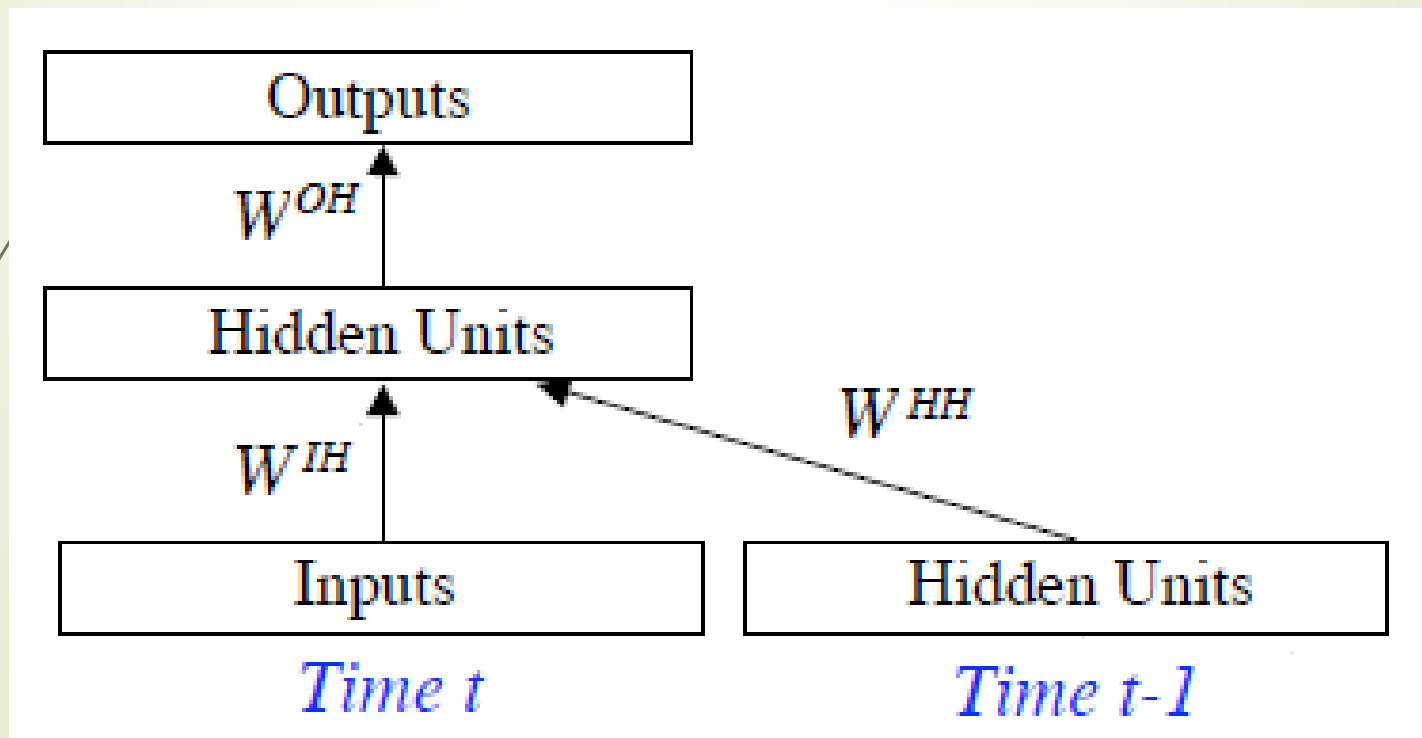 Outputs
W^OH
Hidden Units
W^IH
W^HH
Inputs
Hidden Units
Time t
Time t-1